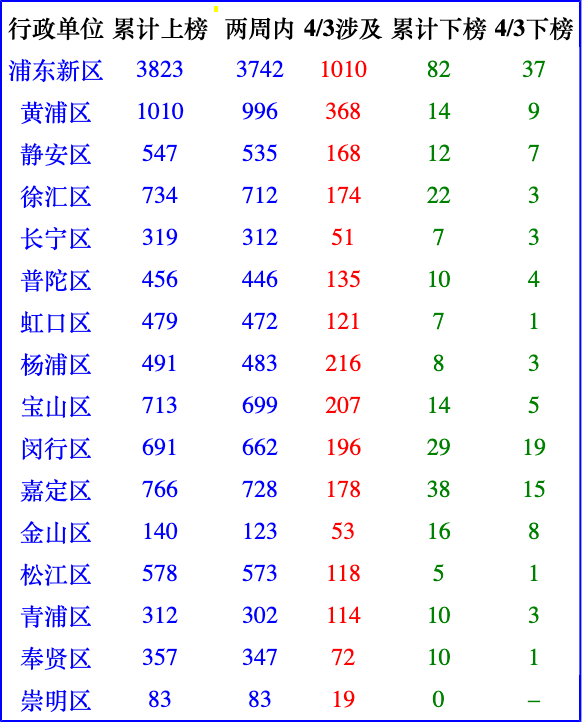 行政单位 累计上榜 两周内 4/3涉及 累计下榜 4/3下榜
浦东新区 3823 3742 1010 82 37
黄浦区 1010 996 368 14 9
静安区 547 535 168 12 7
徐汇区 734 712 174 22 3
长宁区 319 312 51 7 3
普陀区 456 446 135 10 4
虹口区 479 472 121 7 1
杨浦区 491 483 216 8 3
宝山区 713 699 207 14 5
闵行区 691 662 196 29 19
嘉定区 766 728 178 38 15
金山区 140 123 53 16 8
松江区 578 573 118 5 1
青浦区 312 302 114 10 3
奉贤区 357 347 72 10 1
崇明区 83 83 19 0 –